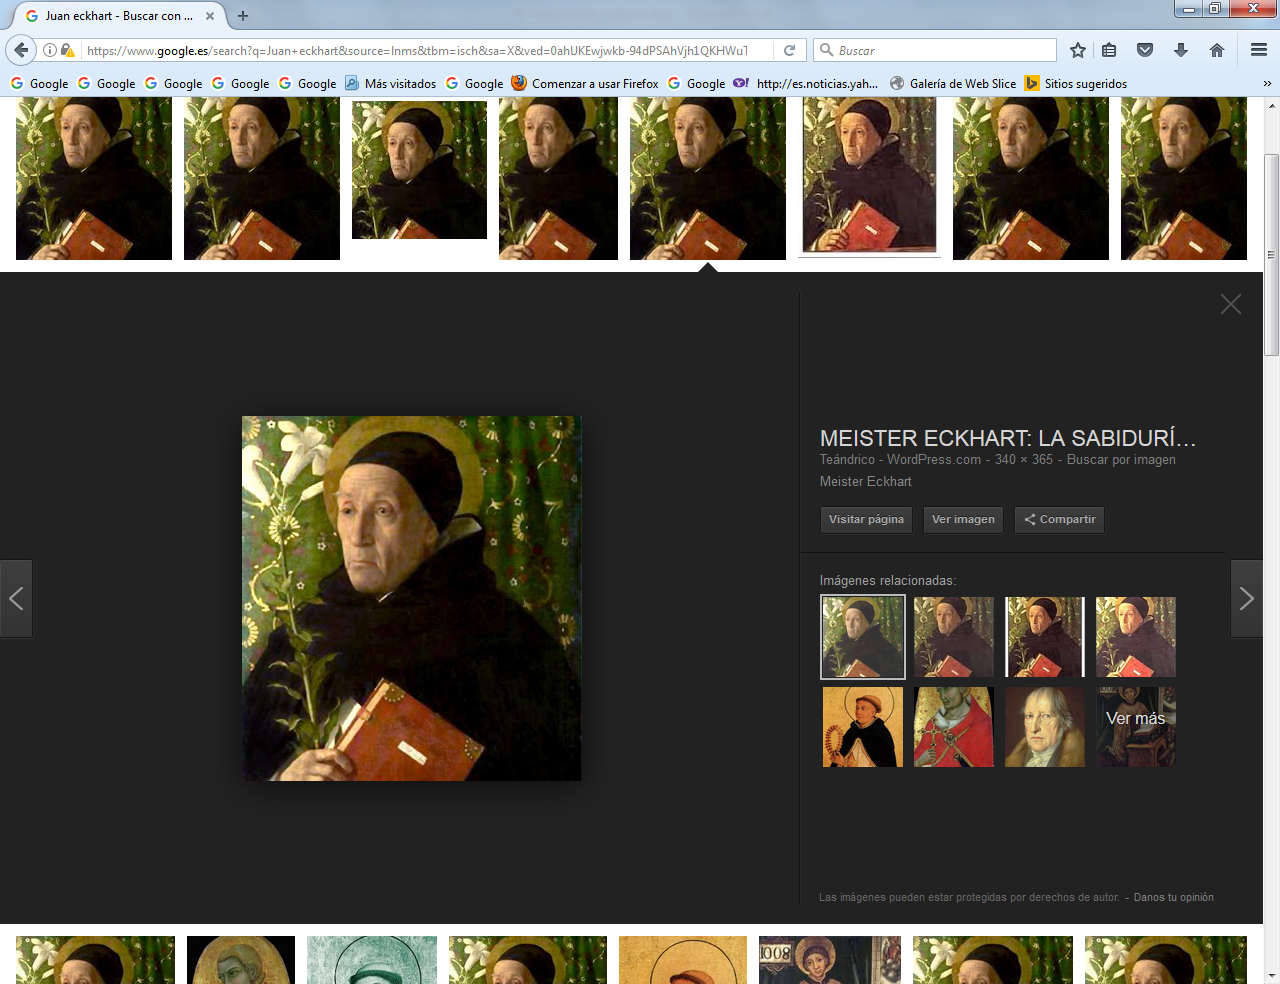 Juan eckhart - Buscar con ...
https://www.google.es/search?q=Juan+eckhart&source=lnms&tbm=isch&sa=X&ved=0ahUKEwjwkb-94dPSAhVjh1QKHWuT
Buscar
Google Google Google Google Google Más visitados Google Comenzar a usar Firefox Google http://es.noticias.yah... Galería de Web Slice Sitios sugeridos
MEISTER ECKHART: LA SABIDURÍ...
Teándrico - WordPress.com - 340 × 365 - Buscar por imagen
Meister Eckhart
Visitar página Ver imagen Compartir
Imágenes relacionadas:
Ver más
Las imágenes pueden estar protegidas por derechos de autor. - Danos tu opinión
1008